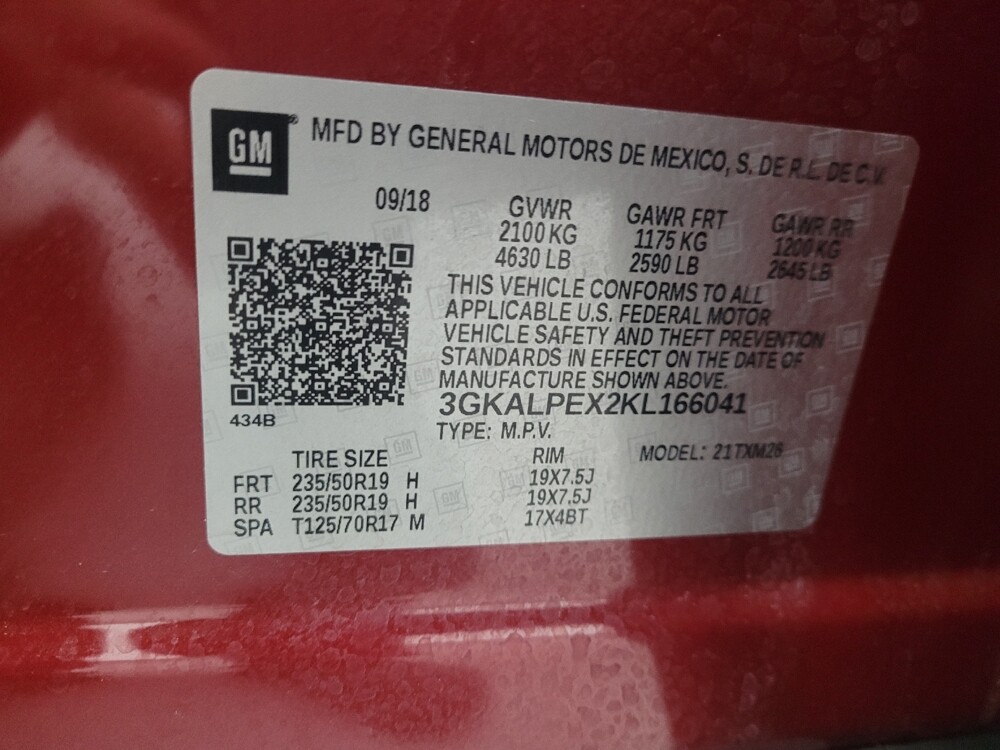 GM® MFD BY GENERAL MOTORS DE MEXICO, S. DE R.L. DE C.V.
09/18 GVWR GAWR FRT GAWR RR
2100 KG 1175 KG 1200 KG
4630 LB 2590 LB 2645 LB
THIS VEHICLE CONFORMS TO ALL
APPLICABLE U.S. FEDERAL MOTOR
VEHICLE SAFETY AND THEFT PREVENTION
STANDARDS IN EFFECT ON THE DATE OF
MANUFACTURE SHOWN ABOVE.
3GKALPEX2KL166041
434B
TYPE: M.P.V.
MODEL: 21TXM26
TIRE SIZE RIM
FRT 235/50R19 H 19X7.5J
RR 235/50R19 H 19X7.5J
SPA T125/70R17 M 17X4BT